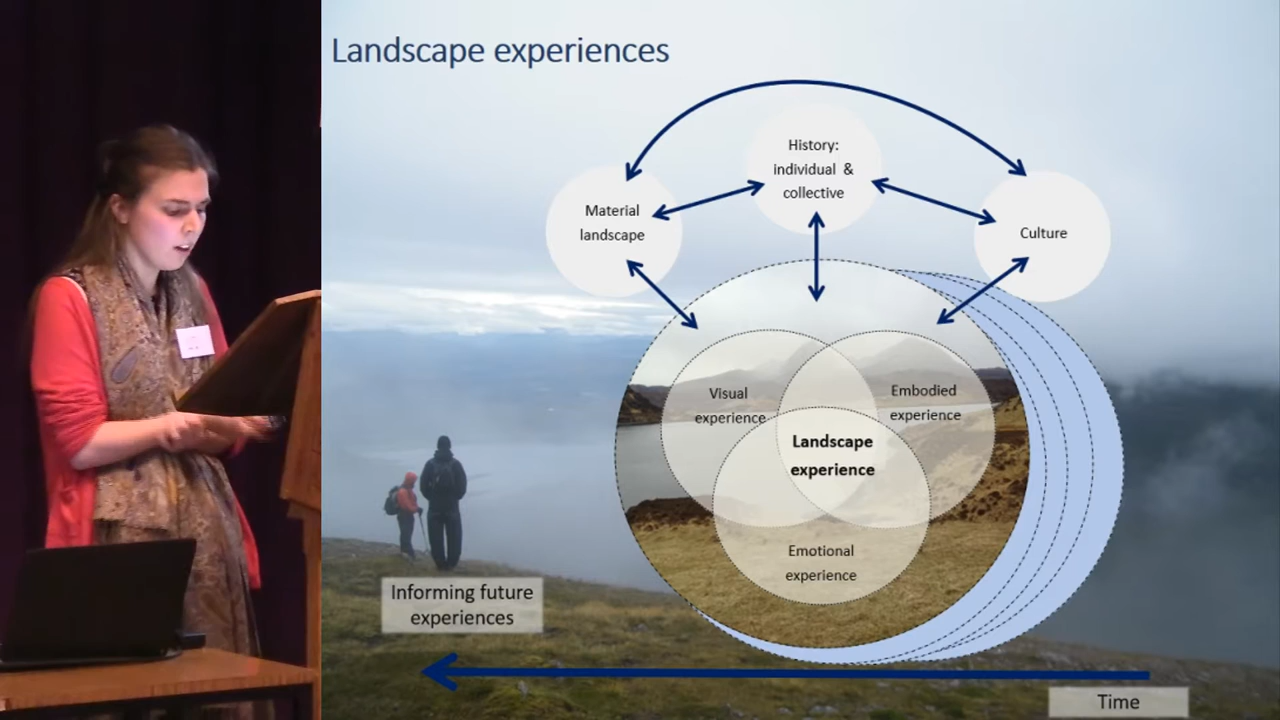 Landscape experiences
History:
individual &
collective
Material
landscape
Culture
Visual
experience
Embodied
experience
Landscape
experience
Emotional
experience
Informing future
experiences
Time